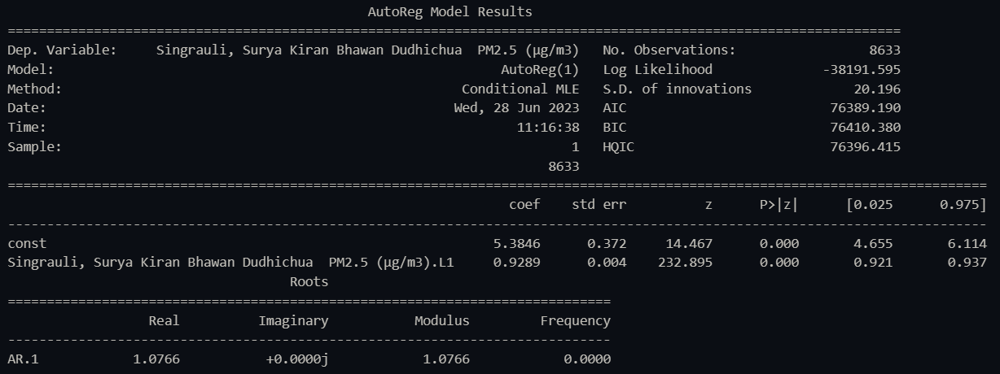 AutoReg Model Results
==============================================================================================================
Dep. Variable: Singrauli, Surya Kiran Bhawan Dudhichua  PM2.5 (µg/m3) No. Observations: 8633
Model: AutoReg(1) Log Likelihood -38191.595
Method: Conditional MLE S.D. of innovations 20.196
Date: Wed, 28 Jun 2023 AIC 76389.190
Time: 11:16:38 BIC 76410.380
Sample: 1 HQIC 76396.415
8633
==============================================================================================================
coef std err z P>|z| [0.025 0.975]
--------------------------------------------------------------------------------------------------------------
const 5.3846 0.372 14.467 0.000 4.655 6.114
Singrauli, Surya Kiran Bhawan Dudhichua  PM2.5 (µg/m3).L1 0.9289 0.004 232.895 0.000 0.921 0.937
Roots
=============================================================================
Real Imaginary Modulus Frequency
-----------------------------------------------------------------------------
AR.1 1.0766 +0.0000j 1.0766 0.0000